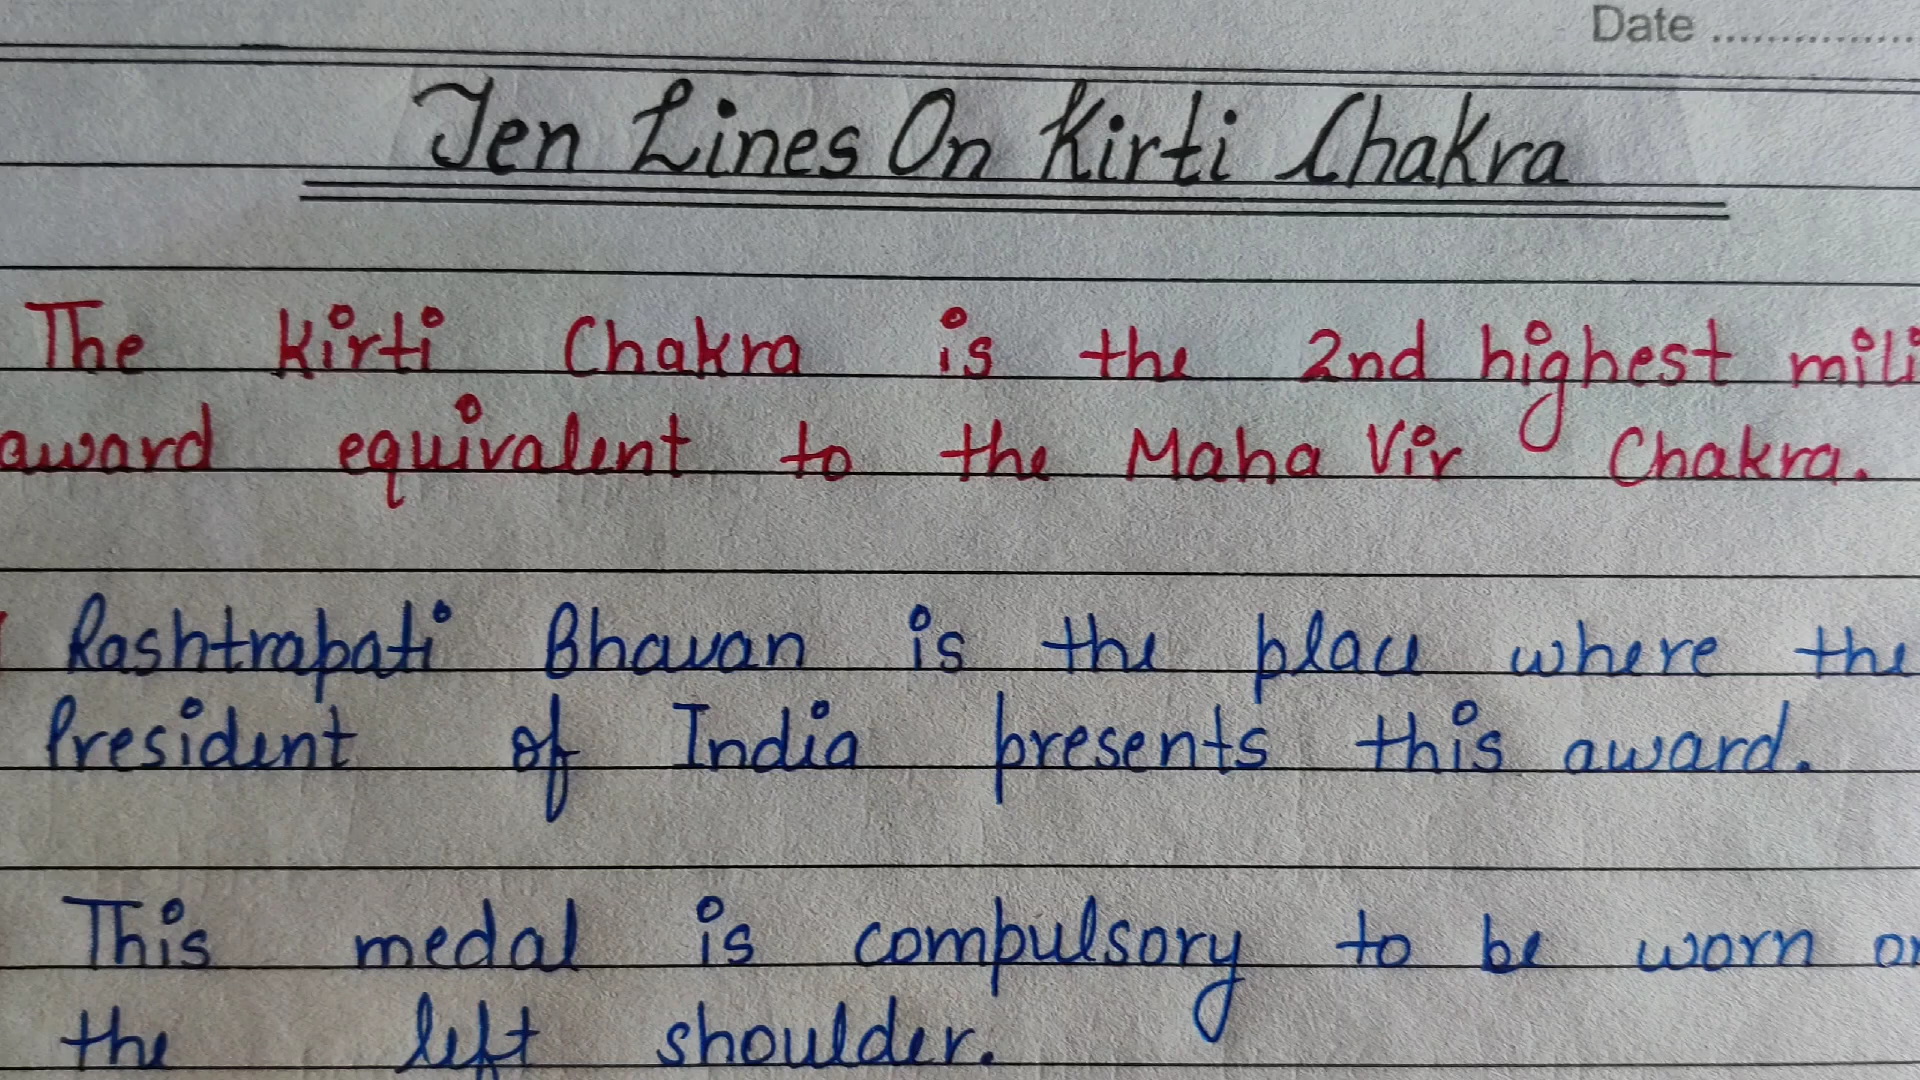 Date ...............
Ten Lines On Kirti Chakra
The Kirti Chakra is the 2nd highest mili
award equivalent to the Maha Vir Chakra.
Rashtrapati Bhavan is the place where the
President of India presents this award.
This medal is compulsory to be worn on
the left shoulder.